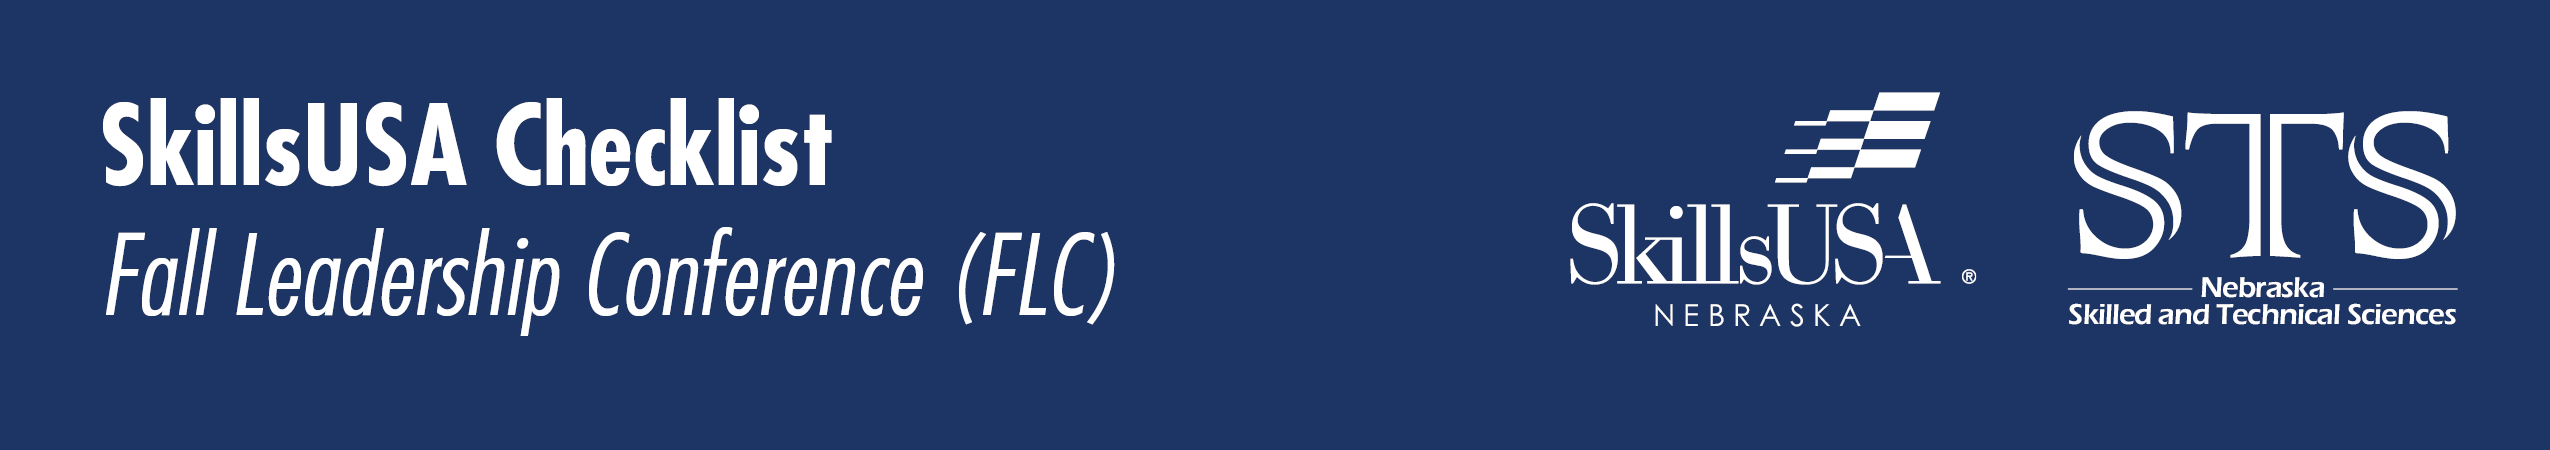 SkillsUSA Checklist
Fall Leadership Conference (FLC)
SkillsUSA ®
NEBRASKA
STS
Nebraska
Skilled and Technical Sciences